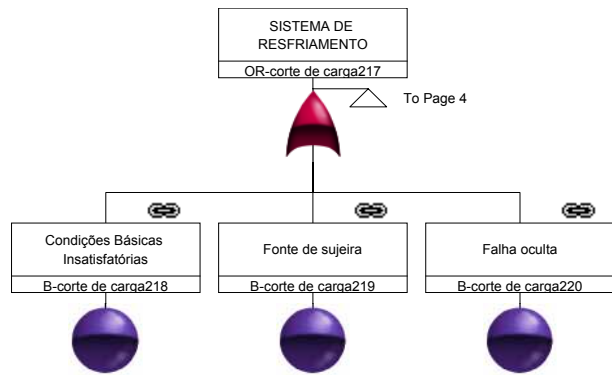 SISTEMA DE
RESFRIAMENTO
OR-corte de carga217
To Page 4
Condições Básicas
Insatisfatórias
B-corte de carga218
Fonte de sujeira
B-corte de carga219
Falha oculta
B-corte de carga220